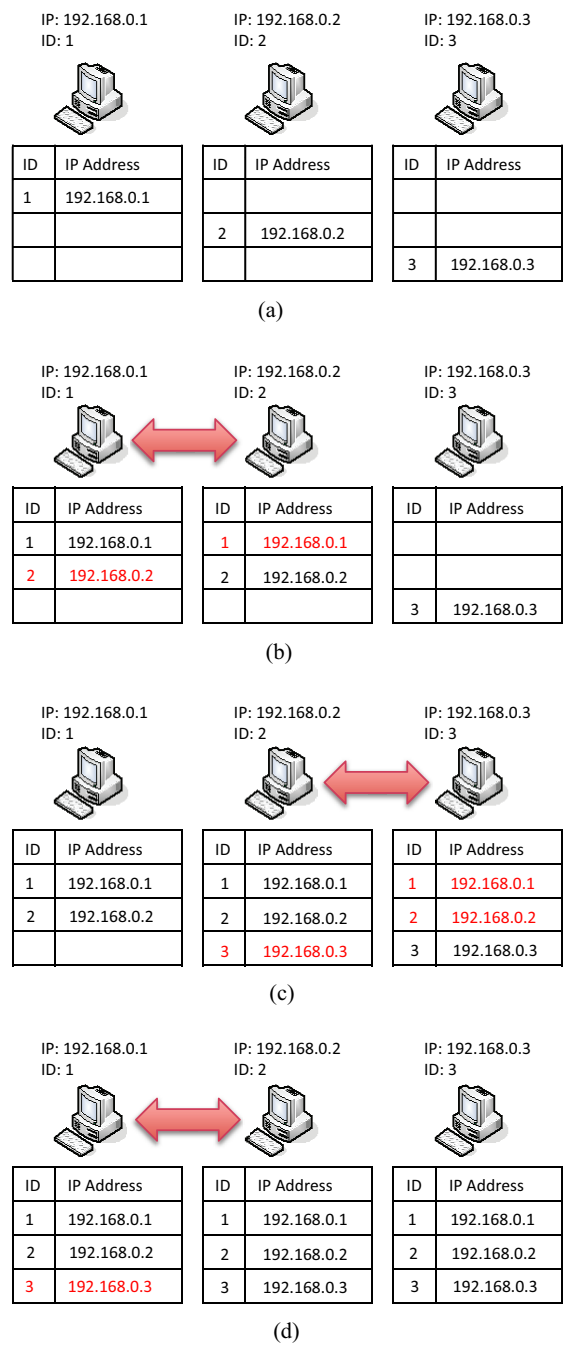 IP: 192.168.0.1 IP: 192.168.0.2 IP: 192.168.0.3
ID: 1 ID: 2 ID: 3
ID IP Address ID IP Address ID IP Address
1 192.168.0.1
2 192.168.0.2
3 192.168.0.3
(a)
IP: 192.168.0.1 IP: 192.168.0.2 IP: 192.168.0.3
ID: 1 ID: 2 ID: 3
ID IP Address ID IP Address ID IP Address
1 192.168.0.1 1 192.168.0.1
2 192.168.0.2 2 192.168.0.2
3 192.168.0.3
(b)
IP: 192.168.0.1 IP: 192.168.0.2 IP: 192.168.0.3
ID: 1 ID: 2 ID: 3
ID IP Address ID IP Address ID IP Address
1 192.168.0.1 1 192.168.0.1 1 192.168.0.1
2 192.168.0.2 2 192.168.0.2 2 192.168.0.2
3 192.168.0.3 3 192.168.0.3
(c)
IP: 192.168.0.1 IP: 192.168.0.2 IP: 192.168.0.3
ID: 1 ID: 2 ID: 3
ID IP Address ID IP Address ID IP Address
1 192.168.0.1 1 192.168.0.1 1 192.168.0.1
2 192.168.0.2 2 192.168.0.2 2 192.168.0.2
3 192.168.0.3 3 192.168.0.3 3 192.168.0.3
(d)